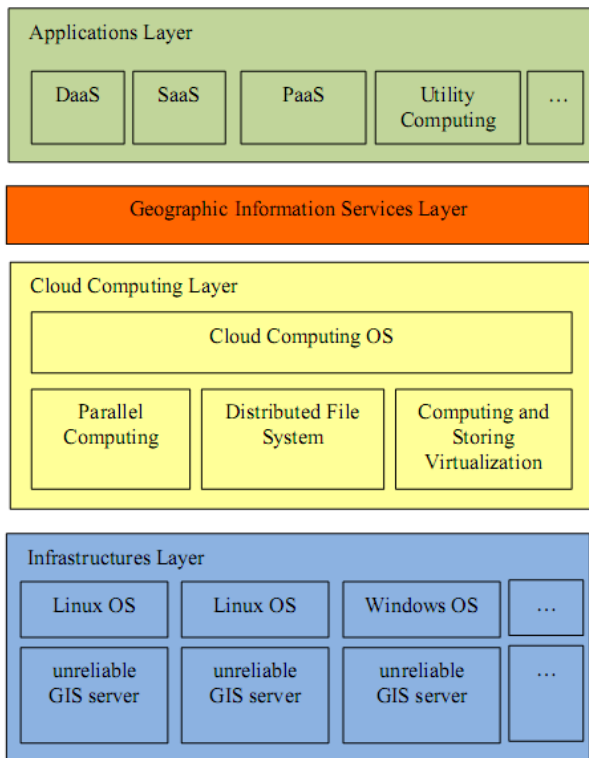 Applications Layer
DaaS
SaaS
PaaS
Utility
Computing
...
Geographic Information Services Layer
Cloud Computing Layer
Cloud Computing OS
Parallel
Computing
Distributed File
System
Computing and
Storing
Virtualization
Infrastructures Layer
Linux OS
Linux OS
Windows OS
...
unreliable
GIS server
unreliable
GIS server
unreliable
GIS server
...